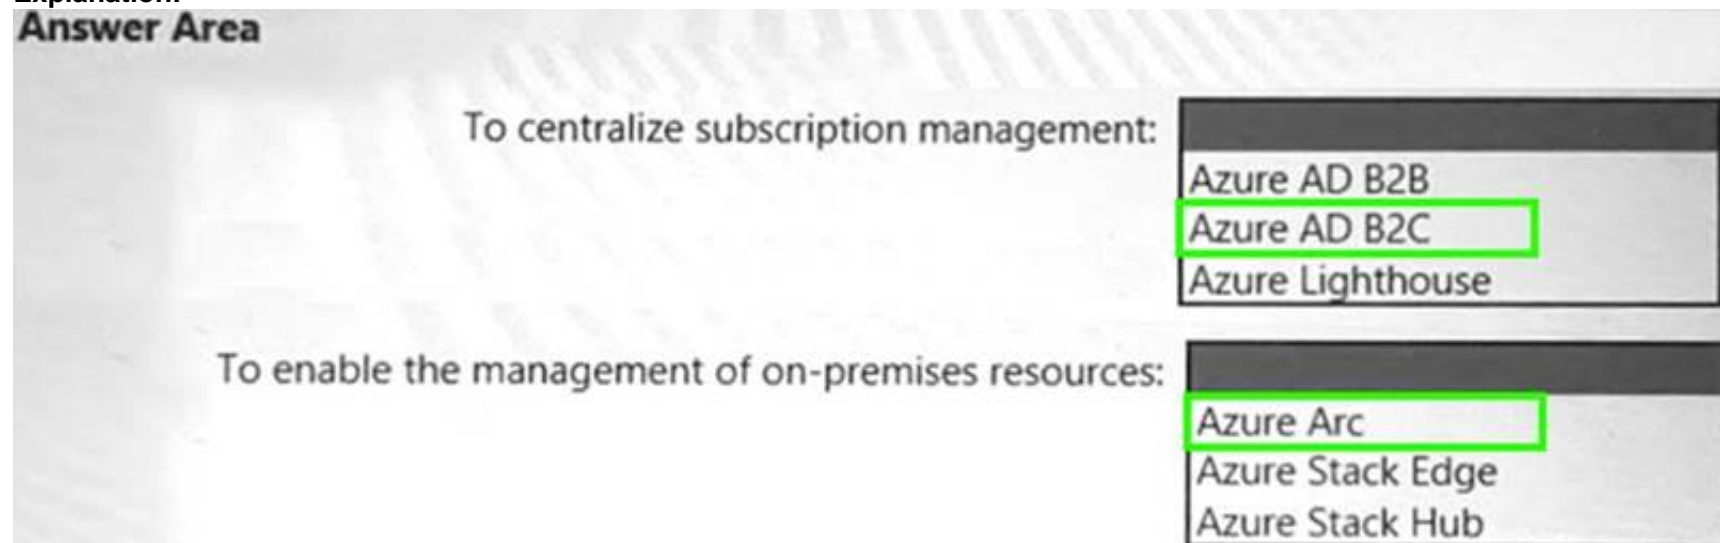 Explanation:
Answer Area
To centralize subscription management:
Azure AD B2B
Azure AD B2C
Azure Lighthouse
To enable the management of on-premises resources:
Azure Arc
Azure Stack Edge
Azure Stack Hub